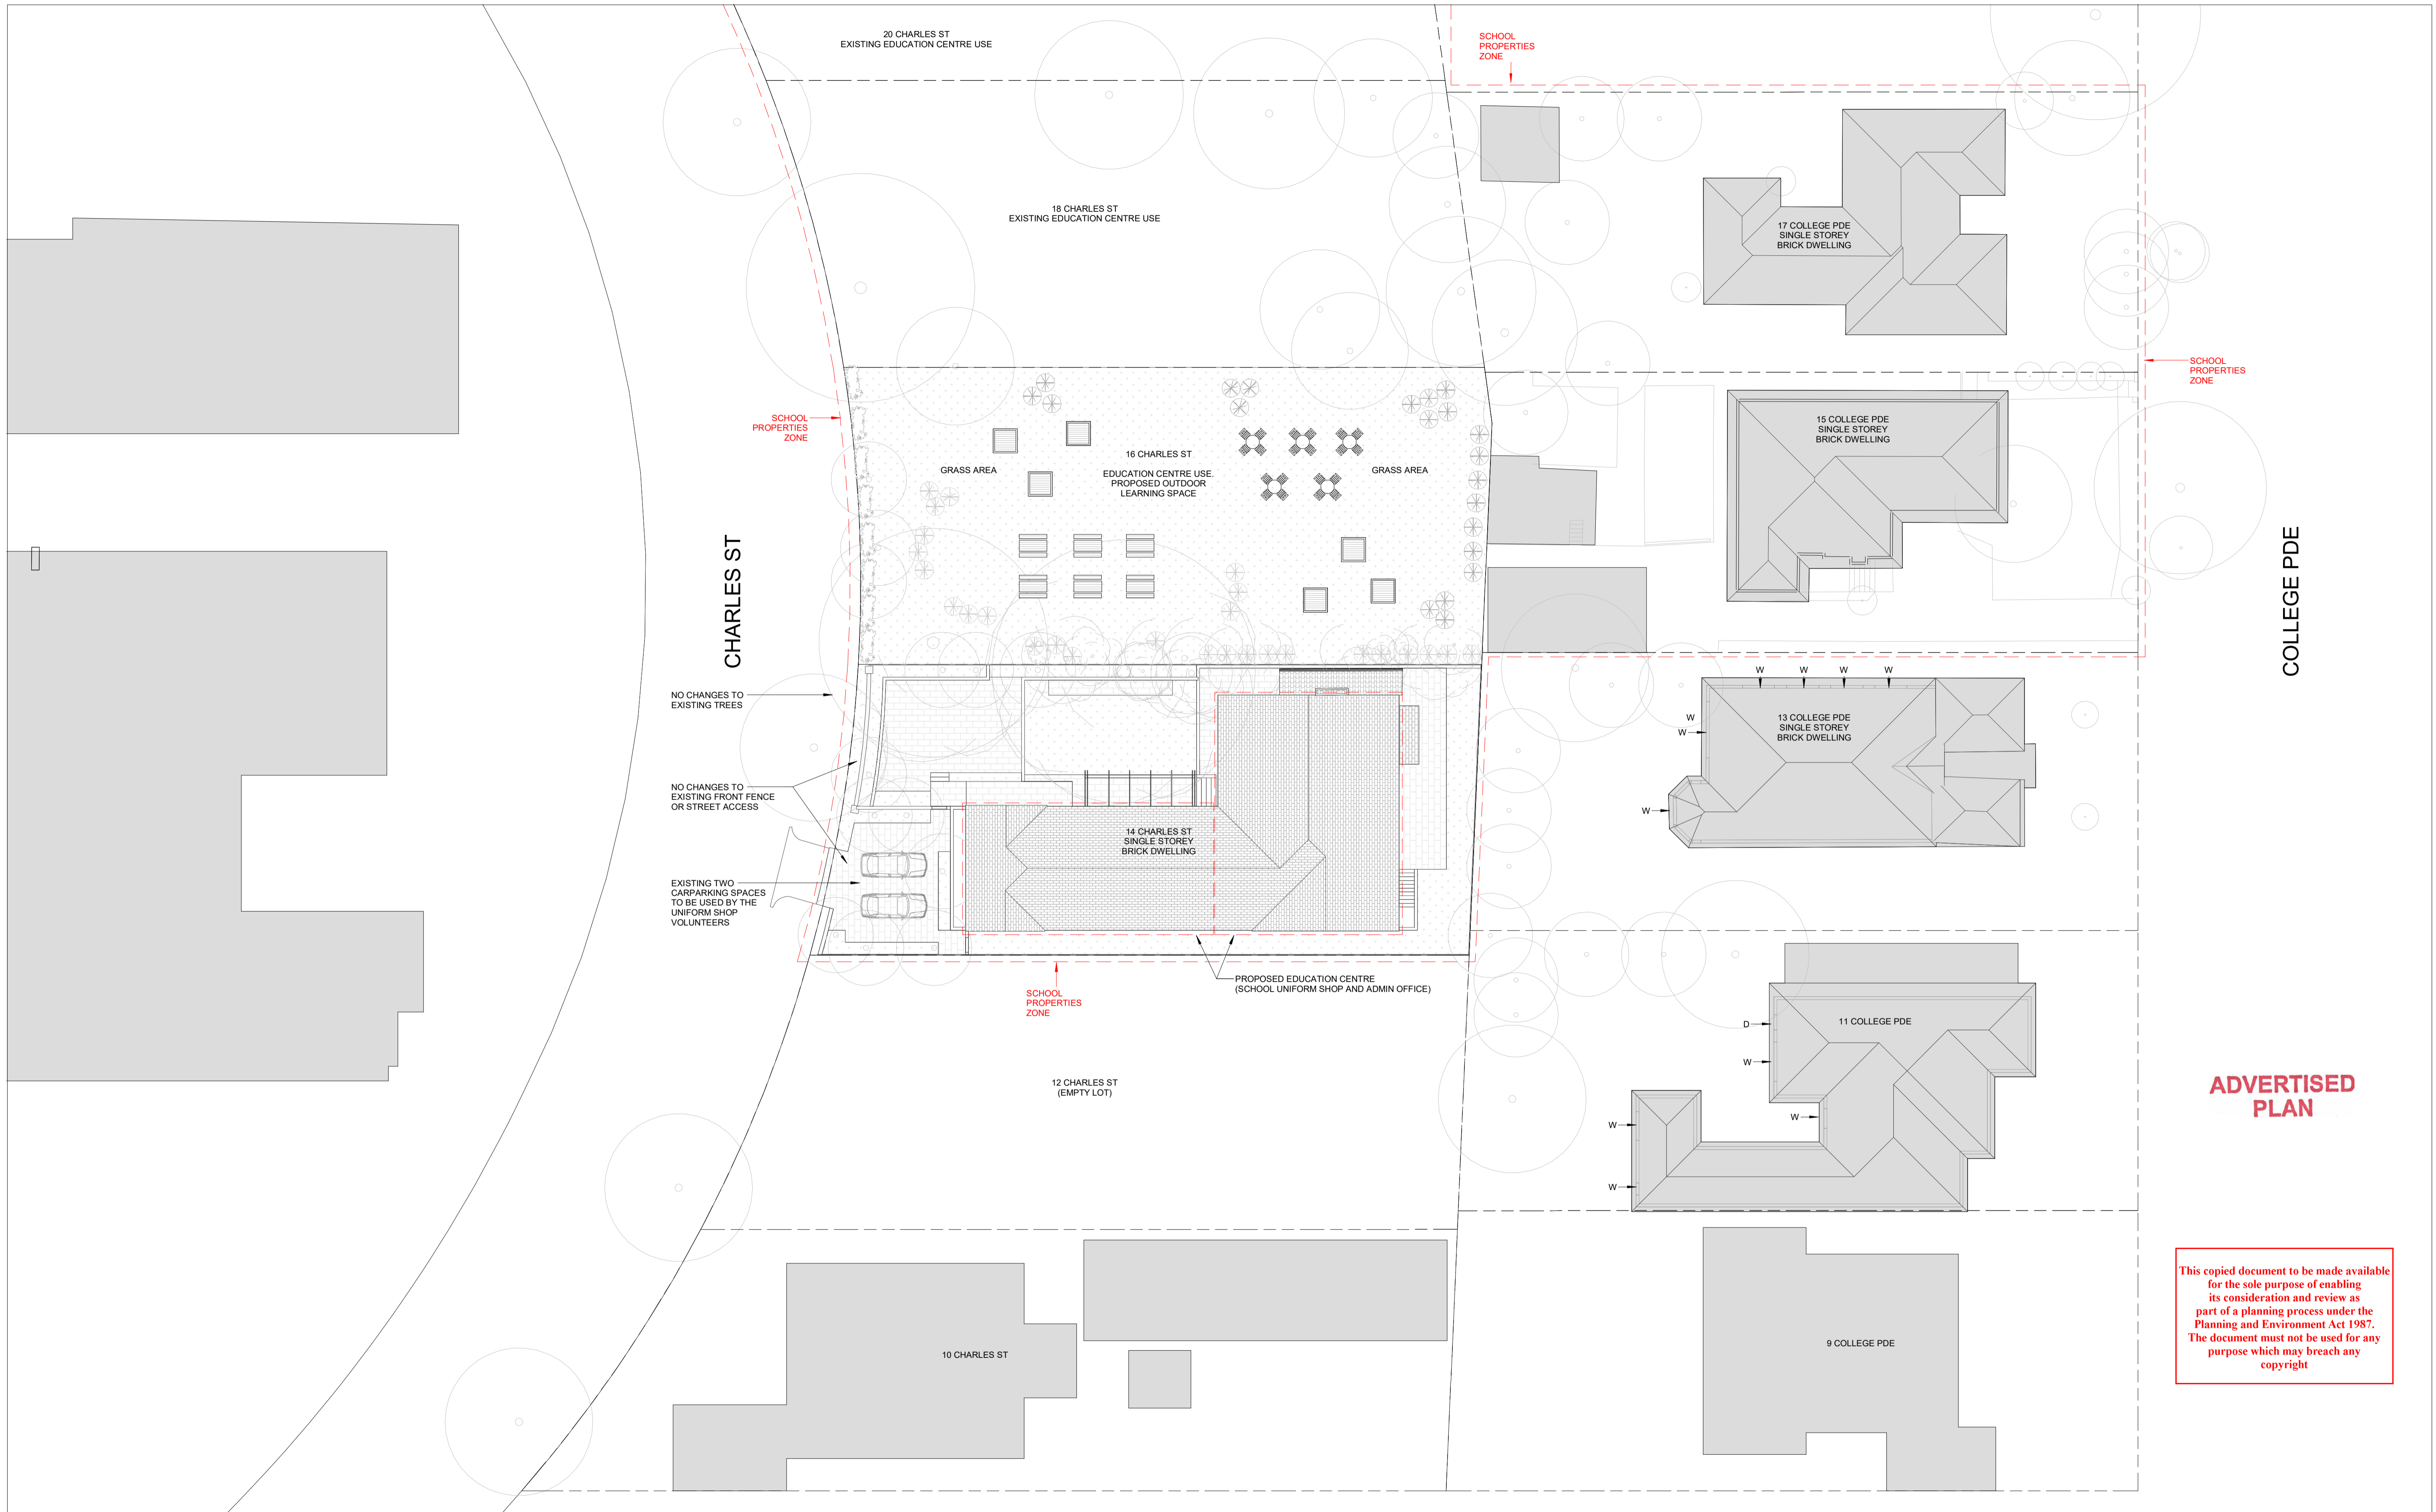 20 CHARLES ST
EXISTING EDUCATION CENTRE USE
SCHOOL
PROPERTIES
ZONE
18 CHARLES ST
EXISTING EDUCATION CENTRE USE
17 COLLEGE PDE
SINGLE STOREY
BRICK DWELLING
SCHOOL
PROPERTIES
ZONE
SCHOOL
PROPERTIES
ZONE
15 COLLEGE PDE
SINGLE STOREY
BRICK DWELLING
GRASS AREA
16 CHARLES ST
EDUCATION CENTRE USE.
PROPOSED OUTDOOR
LEARNING SPACE
GRASS AREA
CHARLES ST
COLLEGE PDE
NO CHANGES TO
EXISTING TREES
W
W
W
W
W
W
13 COLLEGE PDE
SINGLE STOREY
BRICK DWELLING
W
NO CHANGES TO
EXISTING FRONT FENCE
OR STREET ACCESS
14 CHARLES ST
SINGLE STOREY
BRICK DWELLING
EXISTING TWO
CARPARKING SPACES
TO BE USED BY THE
UNIFORM SHOP
VOLUNTEERS
PROPOSED EDUCATION CENTRE
(SCHOOL UNIFORM SHOP AND ADMIN OFFICE)
SCHOOL
PROPERTIES
ZONE
D
11 COLLEGE PDE
W
W
W
W
12 CHARLES ST
(EMPTY LOT)
ADVERTISED
PLAN
10 CHARLES ST
9 COLLEGE PDE
This copied document to be made available
for the sole purpose of enabling
its consideration and review as
part of a planning process under the
Planning and Environment Act 1987.
The document must not be used for any
purpose which may breach any
copyright